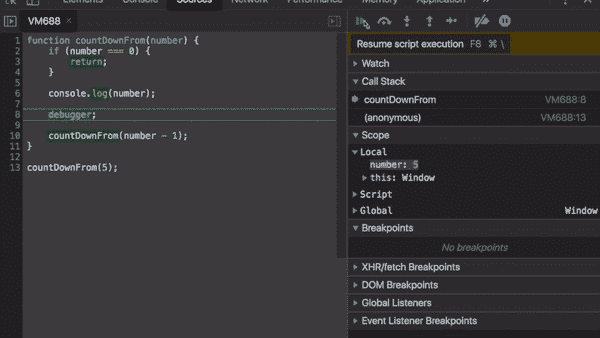 Elements Console Sources Performance Memory Application
VM688 ×
1 function countDownFrom(number) {
2 if (number === 0) {
3 return;
4 }
5
6 console.log(number);
7
8 debugger;
9
10 countDownFrom(number - 1);
11 }
12
13 countDownFrom(5);
Resume script execution F8 ⌘ \
Watch
Call Stack
countDownFrom VM688:8
(anonymous) VM688:13
Scope
Local
number: 5
this: Window
Script
Global Window
Breakpoints
No breakpoints
XHR/fetch Breakpoints
DOM Breakpoints
Global Listeners
Event Listener Breakpoints